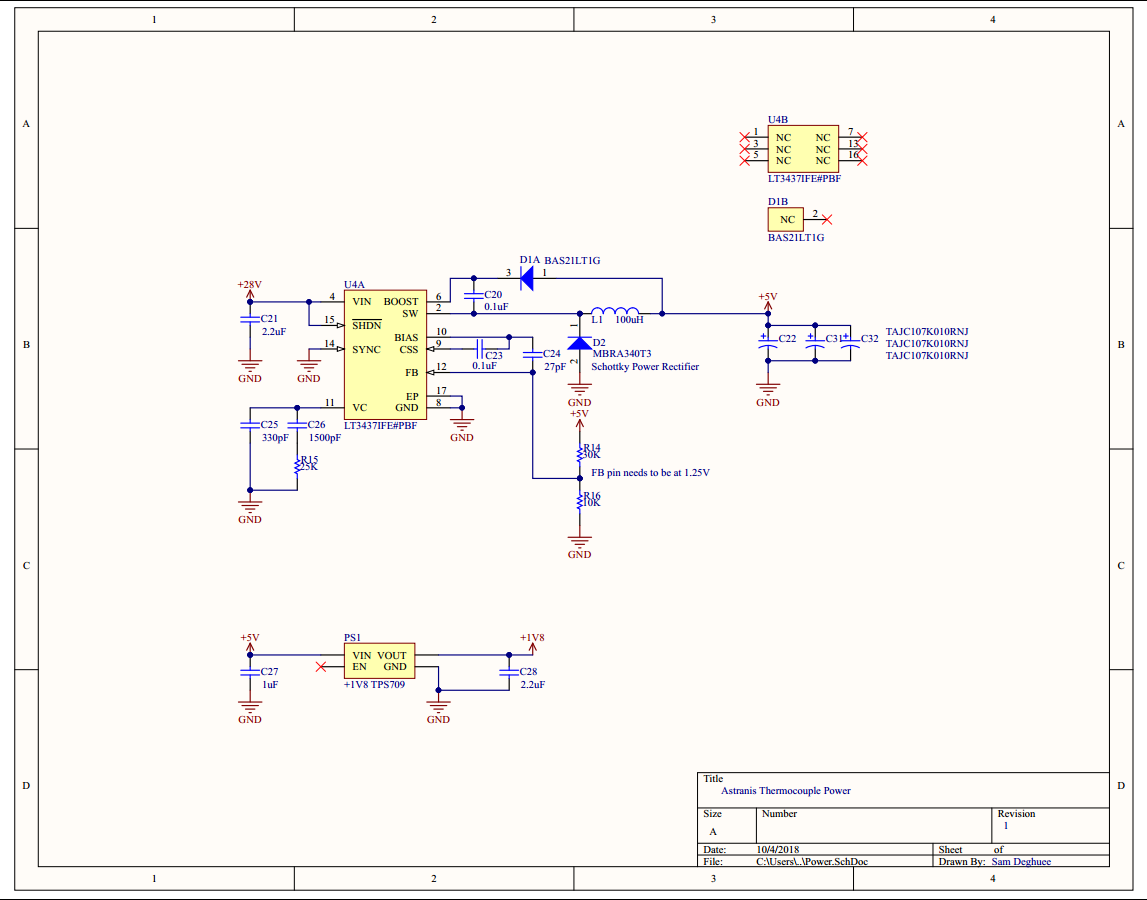 1 2 3 4
A A
U4B
1 NC NC 7
3 NC NC 13
5 NC NC 16
LT3437IFE#PBF
D1B
NC 2
BAS21LT1G
D1A BAS21LT1G
3 1
+28V
U4A
4 VIN BOOST 6
SW 2
15 SHDN
BIAS 10
14 SYNC CSS 9
FB 12
EP 17
11 VC GND 8
LT3437IFE#PBF
C21
2.2uF
GND
GND
C20
0.1uF
C23
0.1uF
C24
27pF
L1 100uH
1
D2
MBRA340T3
2
Schottky Power Rectifier
GND
+5V
C22 C31 C32
TAJC107K010RNJ
TAJC107K010RNJ
TAJC107K010RNJ
GND
B B
C25
330pF
C26
1500pF
R15
25K
GND
GND
+5V
R14
30K
FB pin needs to be at 1.25V
R16
10K
GND
C C
+5V
PS1
VIN VOUT
EN GND
+1V8 TPS709
C27
1uF
GND
GND
+1V8
C28
2.2uF
D D
Title
Astranis Thermocouple Power
Size Number Revision
A 1
Date: 10/4/2018 Sheet of
File: C:\Users\..\Power.SchDoc Drawn By: Sam Deghuee
1 2 3 4